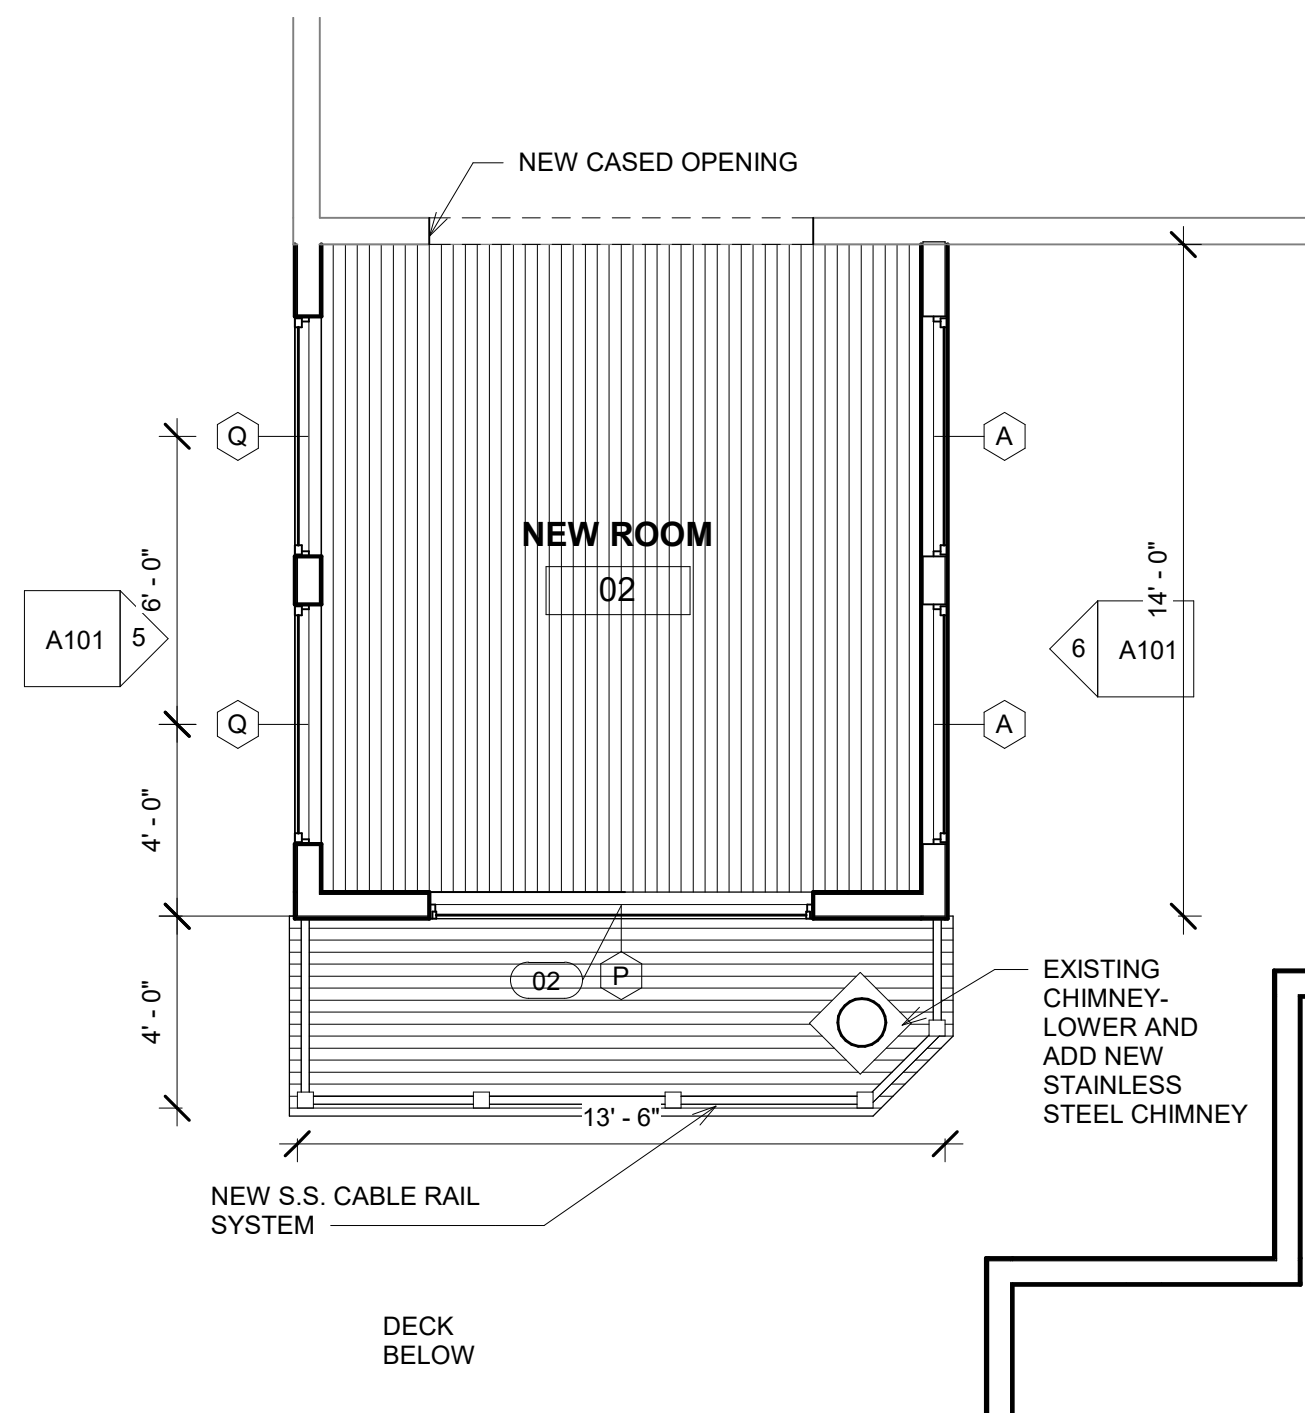 NEW CASED OPENING
Q
A
NEW ROOM
02
6' - 0"
14' - 0"
A101
5
6
A101
Q
A
4' - 0"
02
P
4' - 0"
EXISTING
CHIMNEY-
LOWER AND
ADD NEW
STAINLESS
STEEL CHIMNEY
13' - 6"
NEW S.S. CABLE RAIL
SYSTEM
DECK
BELOW